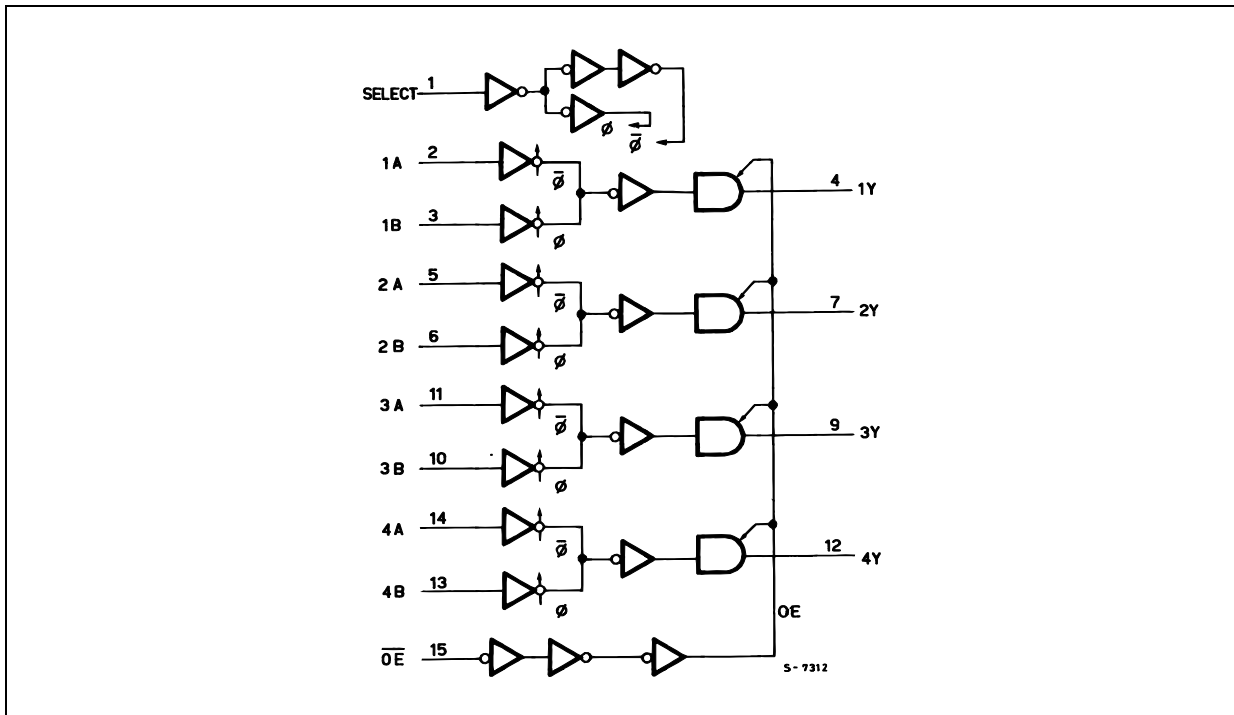 SELECT 1
ø
ø̅
1A 2
ø̅
4 1Y
1B 3
ø
2A 5
ø̅
7 2Y
2B 6
ø
3A 11
ø̅
9 3Y
3B 10
ø
4A 14
ø̅
12 4Y
4B 13
ø
OE
O̅E̅ 15
S-7312